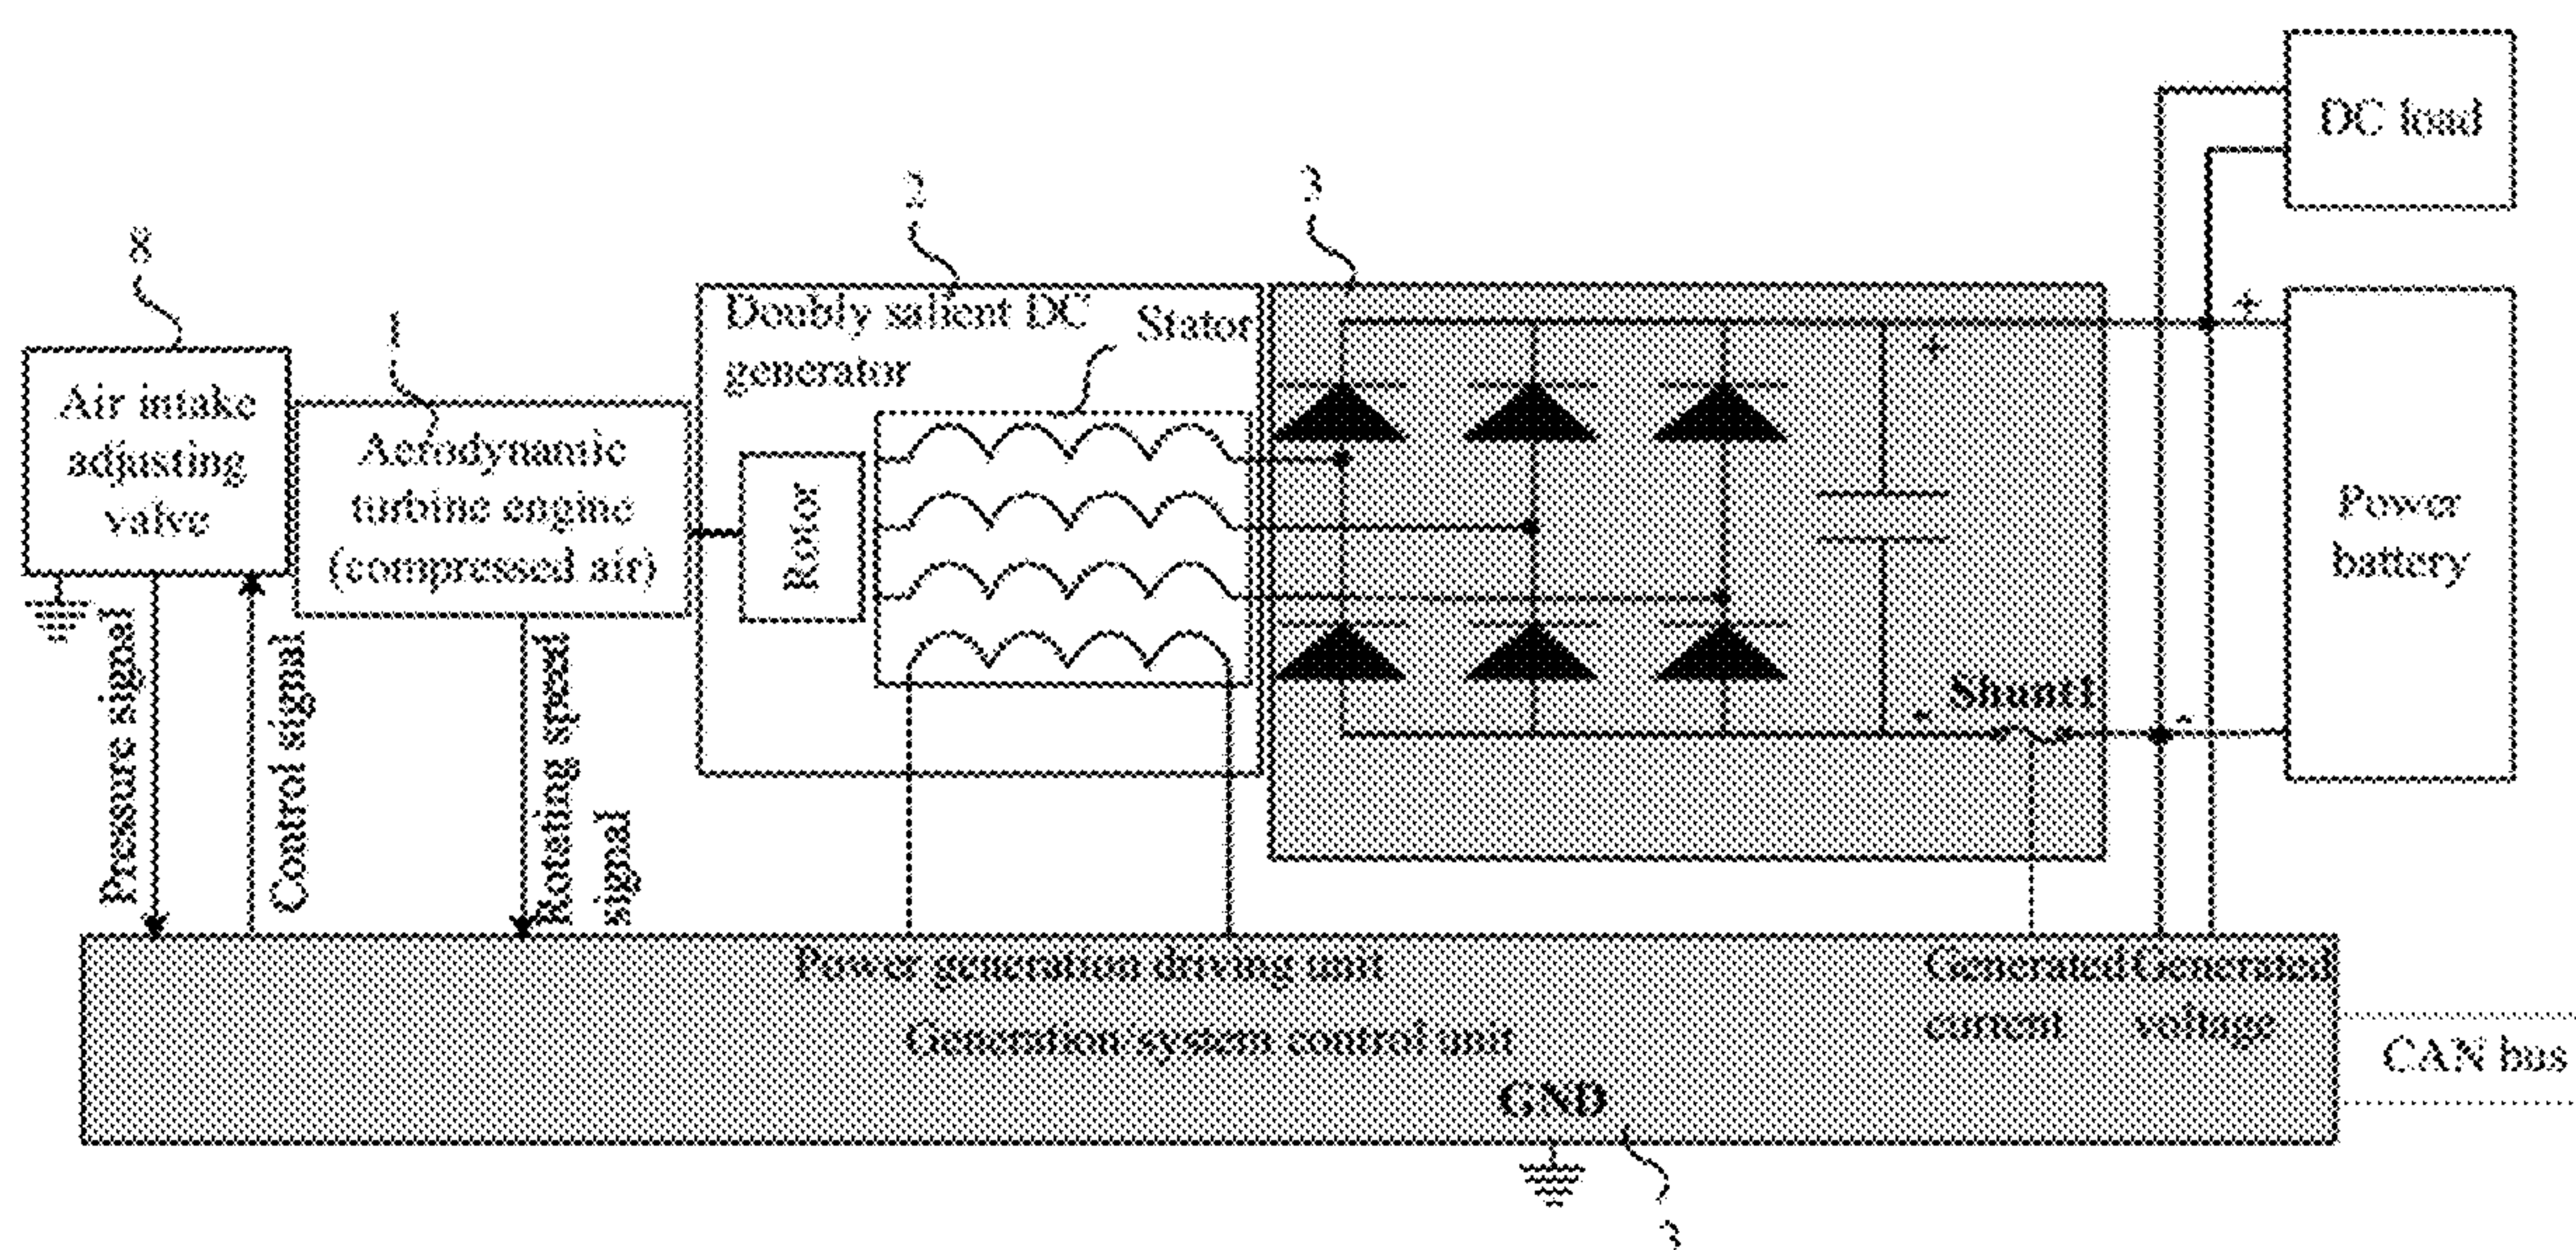 DC load
2
3
8
Doubly salient DC
generator
Stator
1
+
+
Air intake
adjusting
valve
Aerodynamic
turbine engine
(compressed air)
Rotor
Power
battery
Pressure signal
Control signal
Rotating speed
signal
-
Shunt1
-
Power generation driving unit
Generated
current
Generated
voltage
Generation system control unit
CAN bus
GND
3